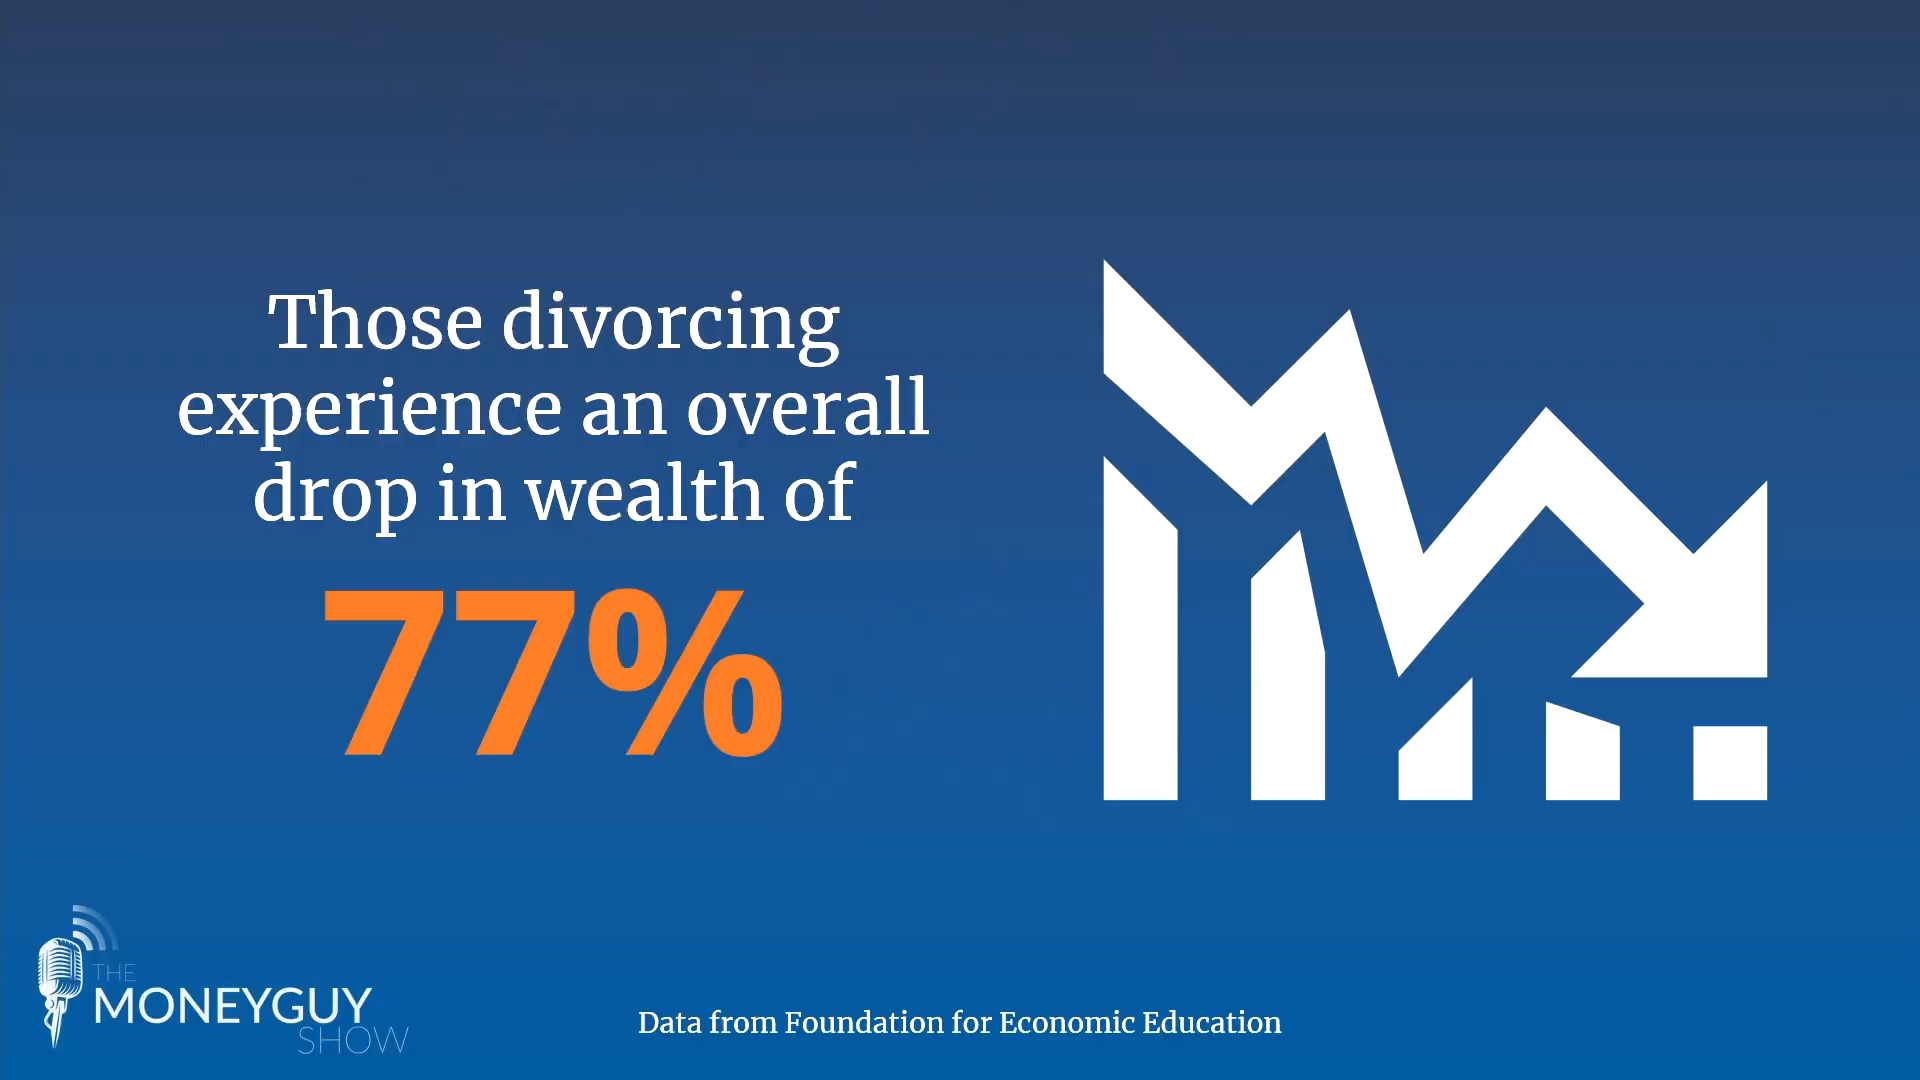 Those divorcing
experience an overall
drop in wealth of
77%
THE
MONEYGUY
SHOW
Data from Foundation for Economic Education